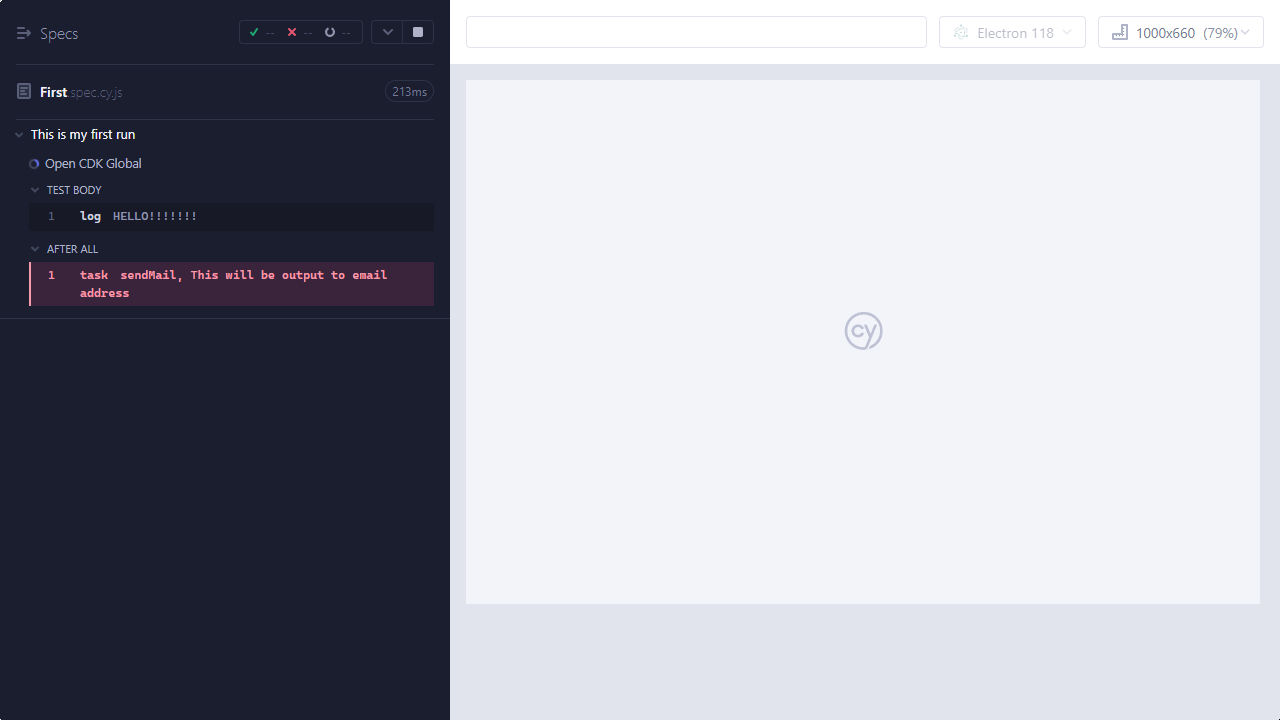 Specs
-- -- --
First.spec.cy.js
213ms
This is my first run
Open CDK Global
TEST BODY
1 log HELLO!!!!!!!
AFTER ALL
1 task sendMail, This will be output to email
address
Electron 118
1000x660 (79%)
cy